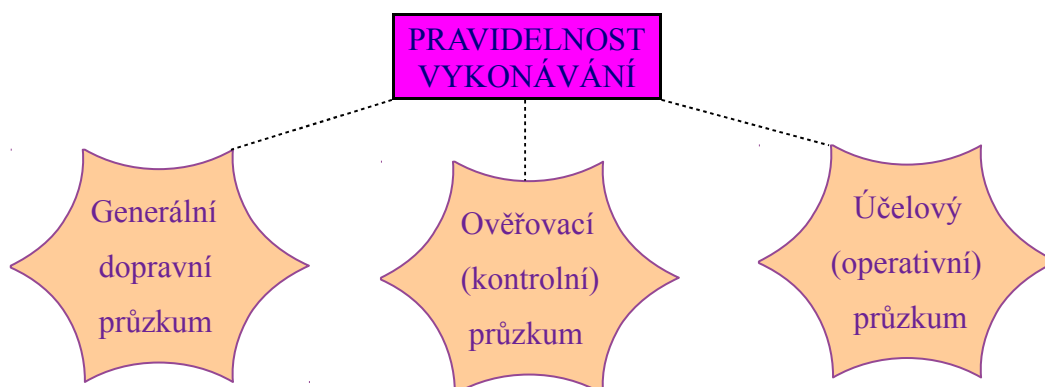 PRAVIDELNOST
VYKONÁVÁNÍ
Generální
dopravní
průzkum
Ověřovací
(kontrolní)
průzkum
Účelový
(operativní)
průzkum